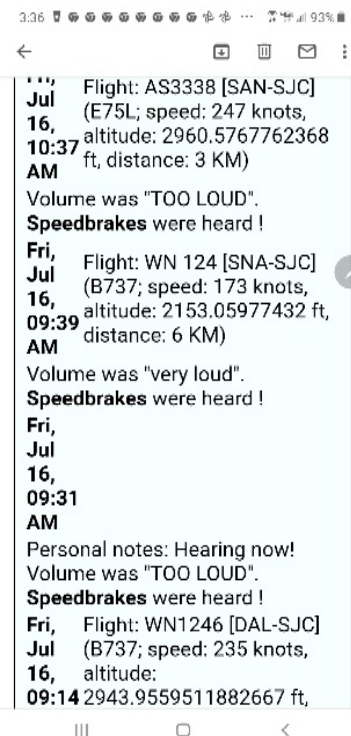 3:36 93%
Fri,
Jul
16,
10:37
AM
Flight: AS3338 [SAN-SJC]
(E75L; speed: 247 knots,
altitude: 2960.5767762368
ft, distance: 3 KM)
Volume was "TOO LOUD".
Speedbrakes were heard !
Fri,
Jul
16,
09:39
AM
Flight: WN 124 [SNA-SJC]
(B737; speed: 173 knots,
altitude: 2153.05977432 ft,
distance: 6 KM)
Volume was "very loud".
Speedbrakes were heard !
Fri,
Jul
16,
09:31
AM
Personal notes: Hearing now!
Volume was "TOO LOUD".
Speedbrakes were heard !
Fri,
Jul
16,
09:14
Flight: WN1246 [DAL-SJC]
(B737; speed: 235 knots,
altitude:
2943.9559511882667 ft,